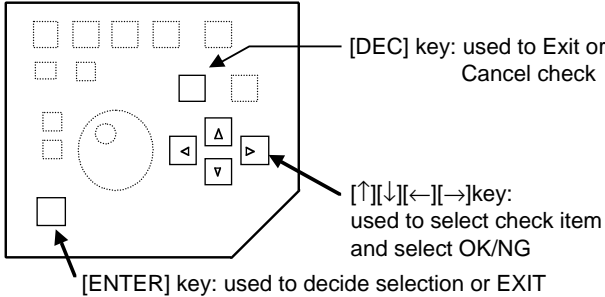 [DEC] key: used to Exit or
Cancel check
[↑][↓][←][→]key:
used to select check item
and select OK/NG
[ENTER] key: used to decide selection or EXIT